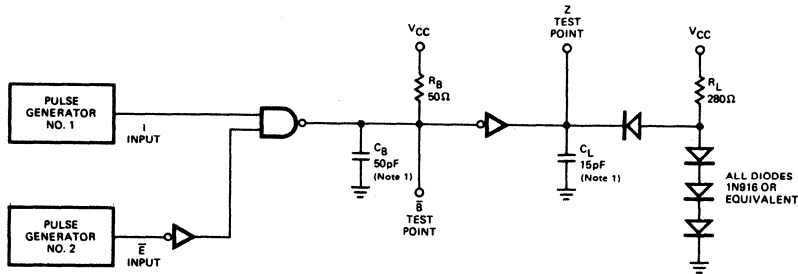 PULSE
GENERATOR
NO. 1
I
INPUT
PULSE
GENERATOR
NO. 2
E̅
INPUT
VCC
RB
50Ω
CB
50pF
(Note 1)
B̅
TEST
POINT
Z
TEST
POINT
CL
15pF
(Note 1)
VCC
RL
280Ω
ALL DIODES
1N916 OR
EQUIVALENT